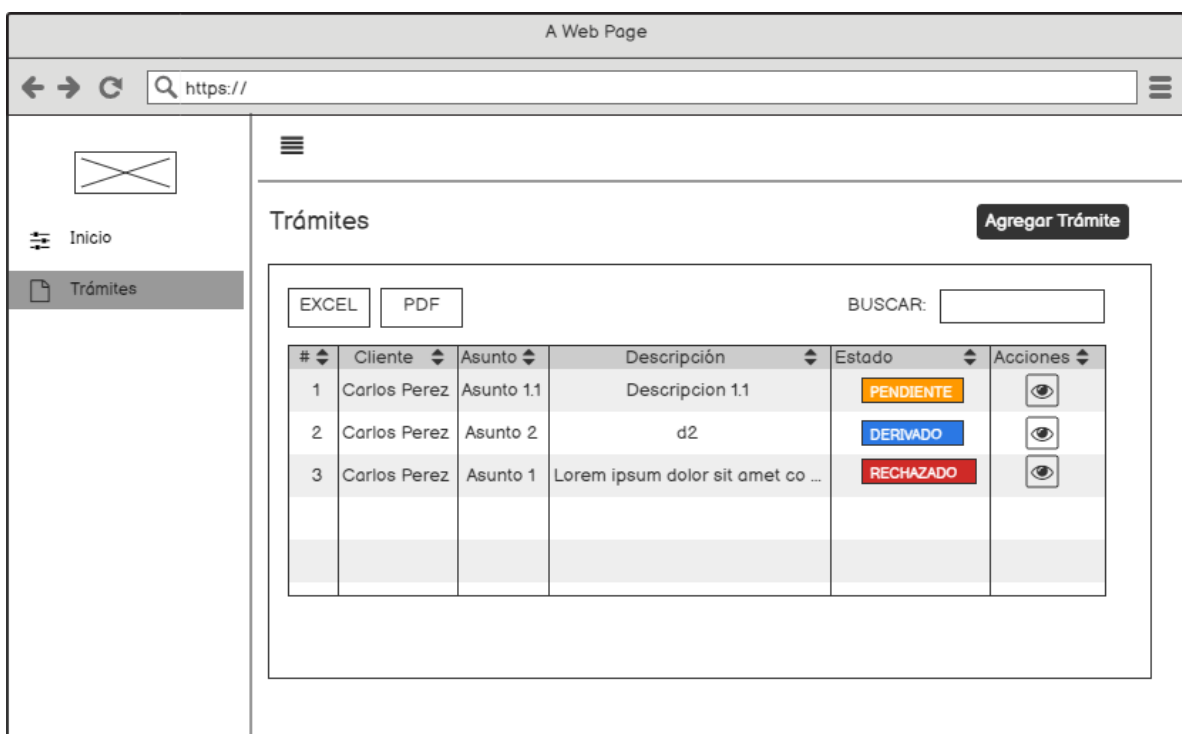 A Web Page
https://
Inicio
Trámites
Trámites
Agregar Trámite
EXCEL PDF BUSCAR:
# Cliente Asunto Descripción Estado Acciones
1 Carlos Perez Asunto 1.1 Descripcion 1.1 PENDIENTE
2 Carlos Perez Asunto 2 d2 DERIVADO
3 Carlos Perez Asunto 1 Lorem ipsum dolor sit amet co ... RECHAZADO